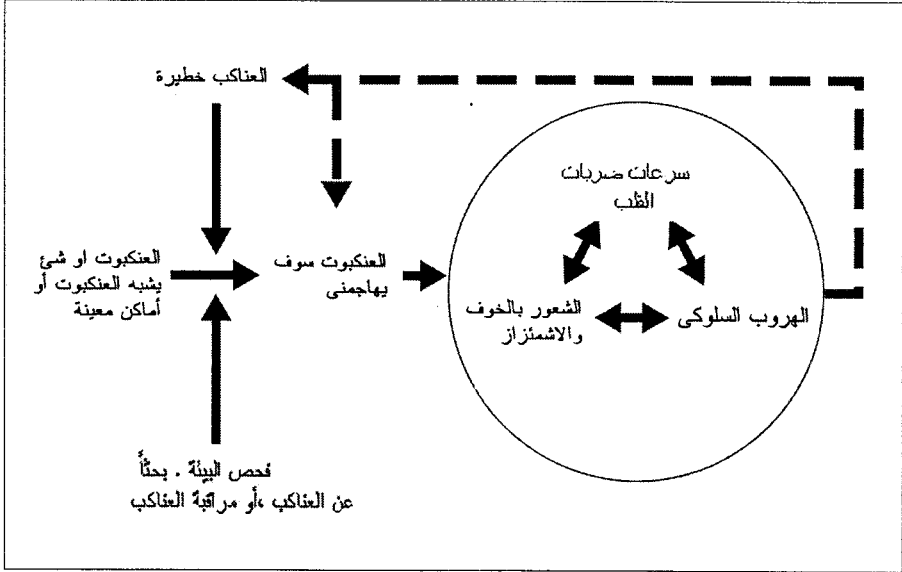 العناكب خطيرة
سرعات ضربات
القلب
العنكبوت او شئ
يشبه العنكبوت أو
أماكن معينة
العنكبوت سوف
يهاجمنى
الشعور بالخوف
والاشمئزاز
الهروب السلوكى
فحص البيئة . بحثاً
عن العناكب ،أو مراقبة العناكب